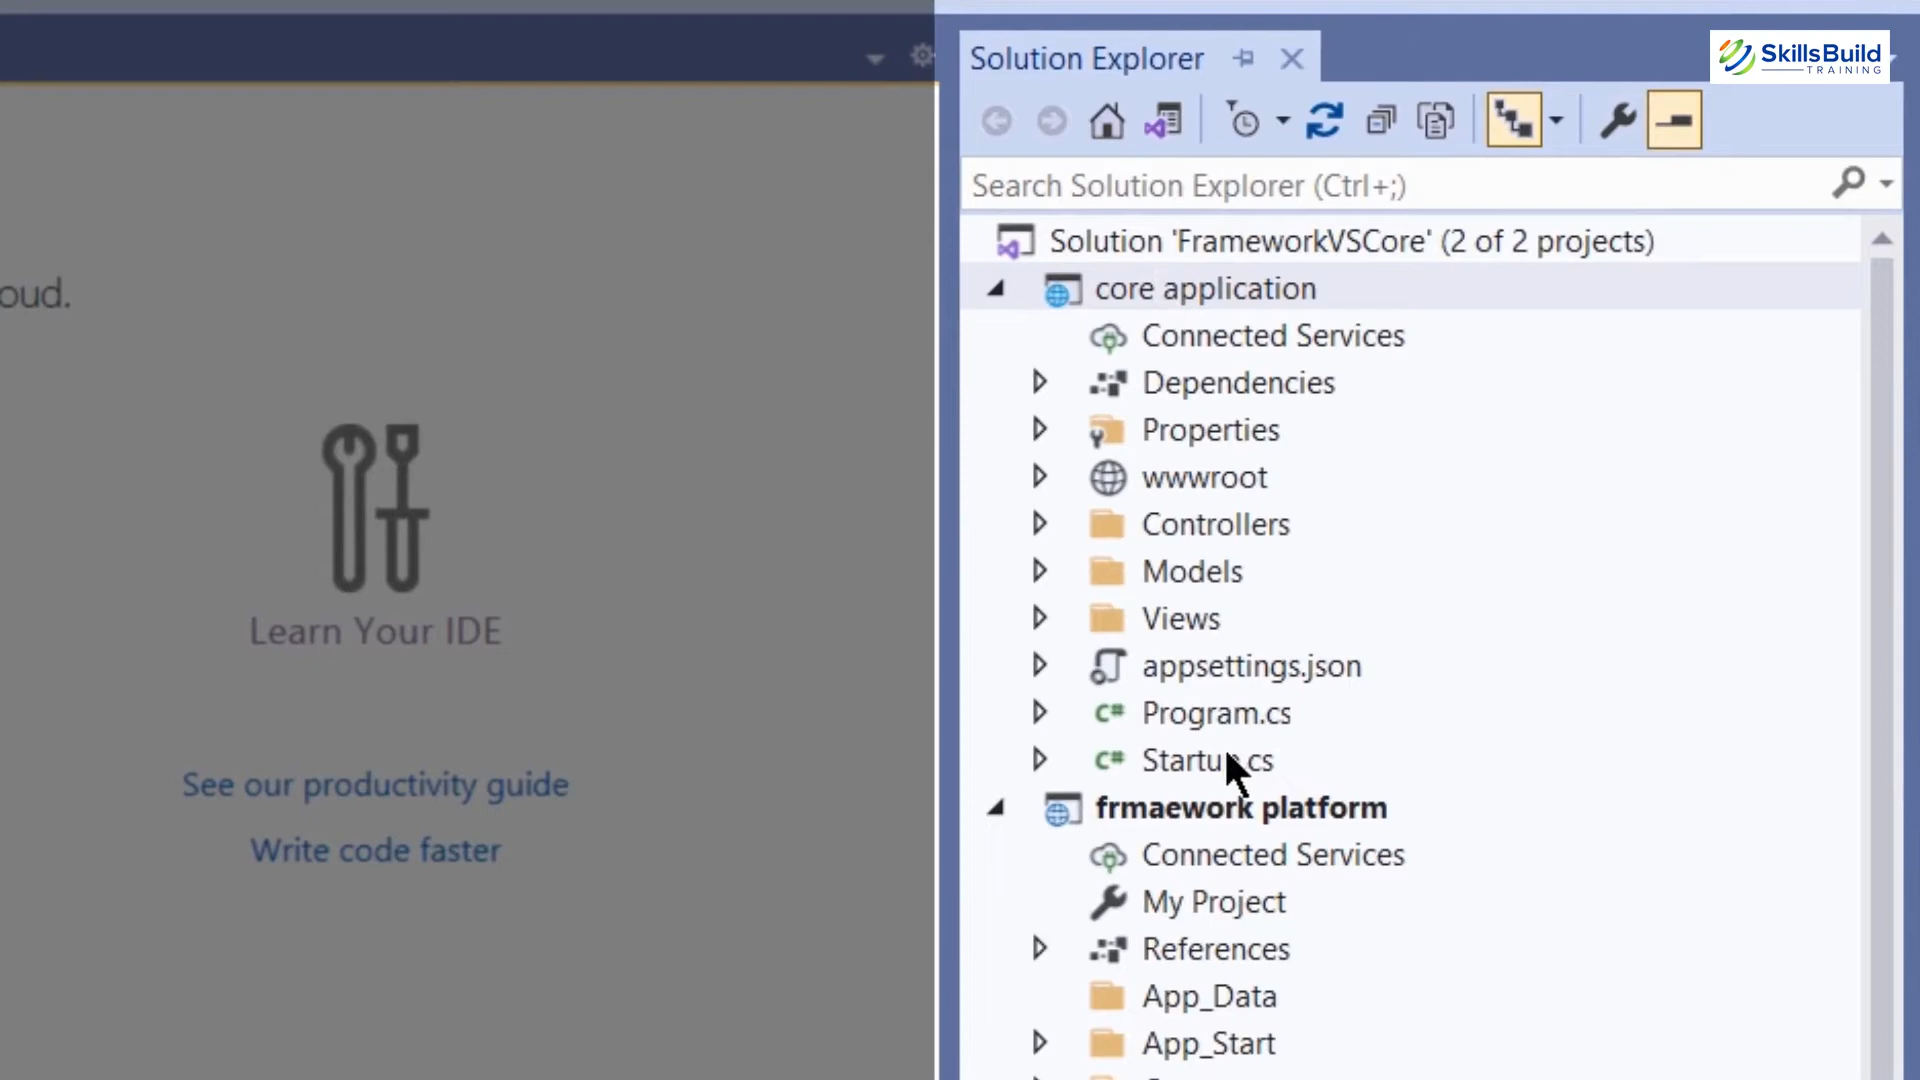 Solution Explorer
SkillsBuild
TRAINING
Search Solution Explorer (Ctrl+;)
Solution 'FrameworkVSCore' (2 of 2 projects)
core application
Connected Services
Dependencies
Properties
wwwroot
Controllers
Models
Views
appsettings.json
C# Program.cs
C# Startup.cs
frmaework platform
Connected Services
My Project
References
App_Data
App_Start
oud.
Learn Your IDE
See our productivity guide
Write code faster